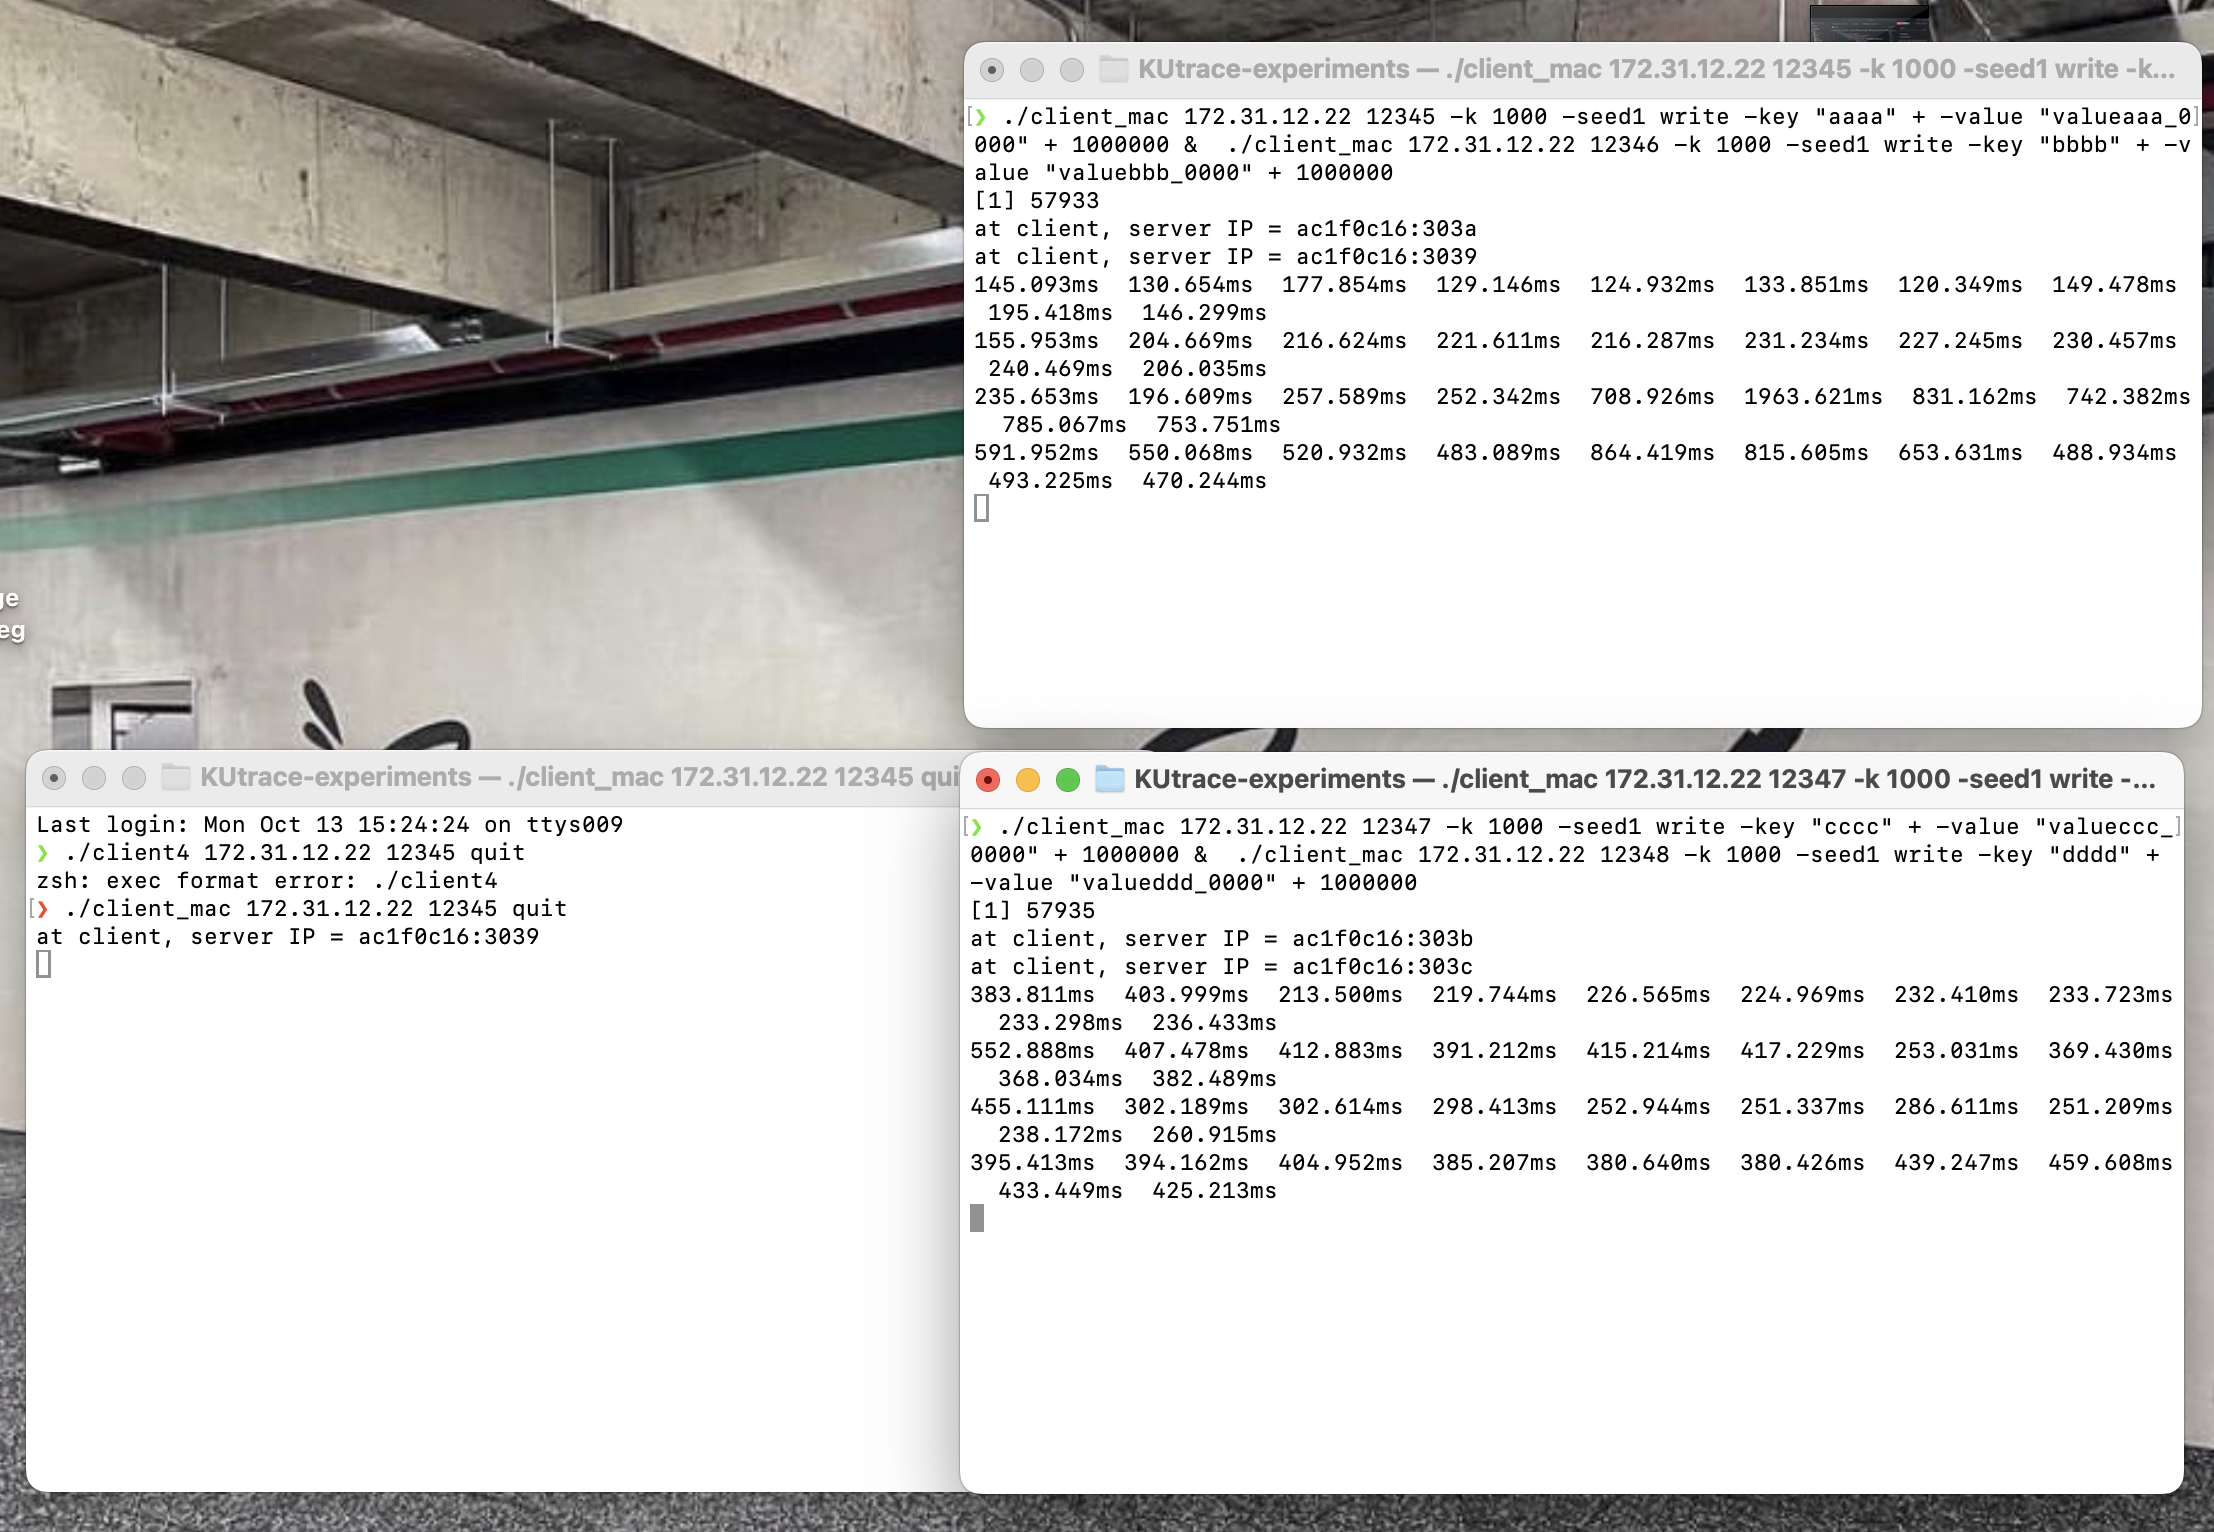 KUtrace-experiments — ./client_mac 172.31.12.22 12345 -k 1000 -seed1 write -k...
❯ ./client_mac 172.31.12.22 12345 -k 1000 -seed1 write -key "aaaa" + -value "valueaaa_0
000" + 1000000 &  ./client_mac 172.31.12.22 12346 -k 1000 -seed1 write -key "bbbb" + -v
alue "valuebbb_0000" + 1000000
[1] 57933
at client, server IP = ac1f0c16:303a
at client, server IP = ac1f0c16:3039
145.093ms  130.654ms  177.854ms  129.146ms  124.932ms  133.851ms  120.349ms  149.478ms
195.418ms  146.299ms
155.953ms  204.669ms  216.624ms  221.611ms  216.287ms  231.234ms  227.245ms  230.457ms
240.469ms  206.035ms
235.653ms  196.609ms  257.589ms  252.342ms  708.926ms  1963.621ms  831.162ms  742.382ms
785.067ms  753.751ms
591.952ms  550.068ms  520.932ms  483.089ms  864.419ms  815.605ms  653.631ms  488.934ms
493.225ms  470.244ms
ge
eg
KUtrace-experiments — ./client_mac 172.31.12.22 12345 qui
Last login: Mon Oct 13 15:24:24 on ttys009
❯ ./client4 172.31.12.22 12345 quit
zsh: exec format error: ./client4
❯ ./client_mac 172.31.12.22 12345 quit
at client, server IP = ac1f0c16:3039
KUtrace-experiments — ./client_mac 172.31.12.22 12347 -k 1000 -seed1 write -...
❯ ./client_mac 172.31.12.22 12347 -k 1000 -seed1 write -key "cccc" + -value "valueccc_
0000" + 1000000 &  ./client_mac 172.31.12.22 12348 -k 1000 -seed1 write -key "dddd" +
-value "valueddd_0000" + 1000000
[1] 57935
at client, server IP = ac1f0c16:303b
at client, server IP = ac1f0c16:303c
383.811ms  403.999ms  213.500ms  219.744ms  226.565ms  224.969ms  232.410ms  233.723ms
233.298ms  236.433ms
552.888ms  407.478ms  412.883ms  391.212ms  415.214ms  417.229ms  253.031ms  369.430ms
368.034ms  382.489ms
455.111ms  302.189ms  302.614ms  298.413ms  252.944ms  251.337ms  286.611ms  251.209ms
238.172ms  260.915ms
395.413ms  394.162ms  404.952ms  385.207ms  380.640ms  380.426ms  439.247ms  459.608ms
433.449ms  425.213ms